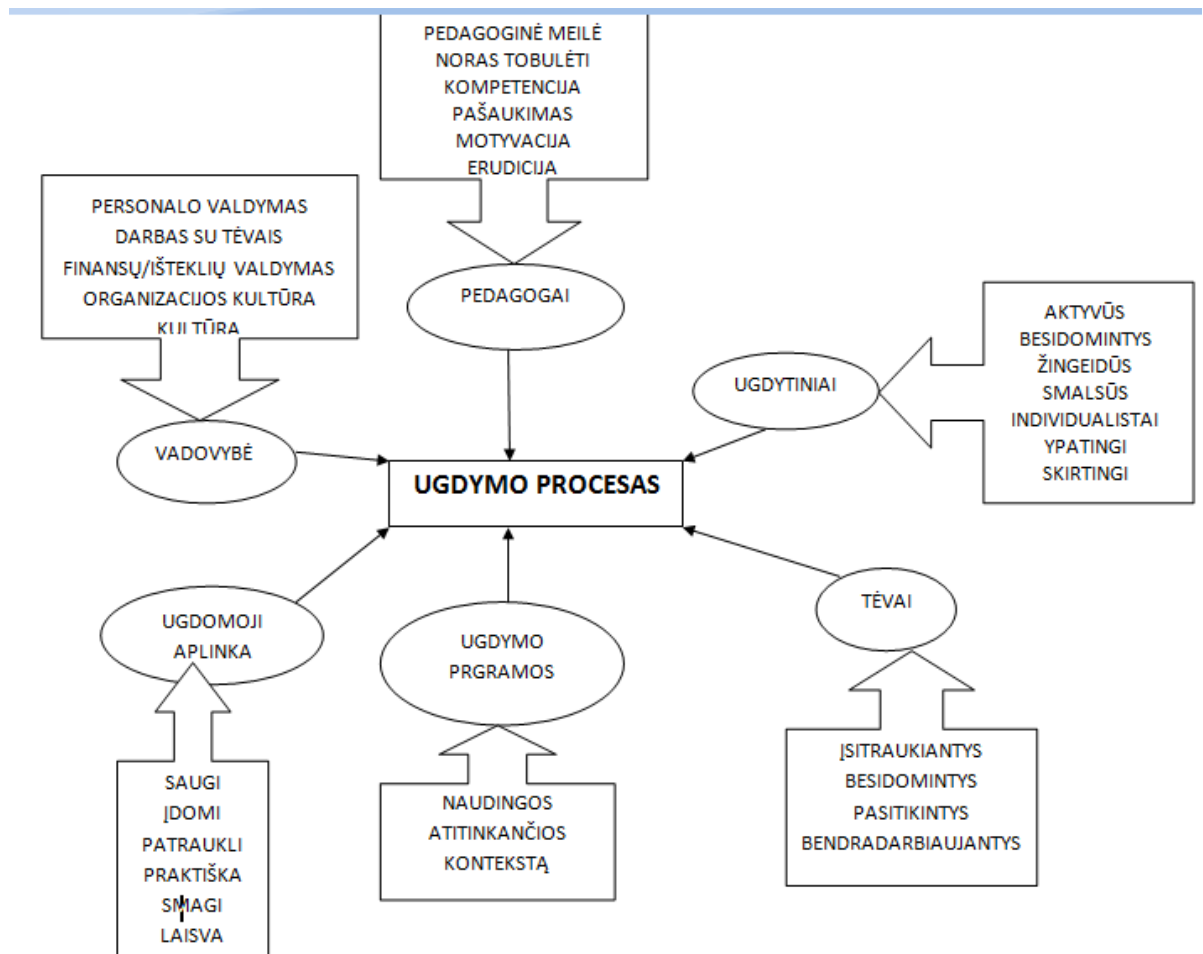 PEDAGOGINĖ MEILĖ
NORAS TOBULĖTI
KOMPETENCIJA
PAŠAUKIMAS
MOTYVACIJA
ERUDICIJA
PERSONALO VALDYMAS
DARBAS SU TĖVAIS
FINANSŲ/IŠTEKLIŲ VALDYMAS
ORGANIZACIJOS KULTŪRA
KULTŪRA
PEDAGOGAI
AKTYVŪS
BESIDOMINTYS
ŽINGEIDŪS
SMALSŪS
INDIVIDUALISTAI
YPATINGI
SKIRTINGI
UGDYTINIAI
VADOVYBĖ
UGDYMO PROCESAS
UGDOMOJI
APLINKA
UGDYMO
PRGRAMOS
TĖVAI
SAUGI
ĮDOMI
PATRAUKLI
PRAKTIŠKA
SMAGI
LAISVA
NAUDINGOS
ATITINKANČIOS
KONTEKSTĄ
ĮSITRAUKIANTYS
BESIDOMINTYS
PASITIKINTYS
BENDRADARBIAUJANTYS